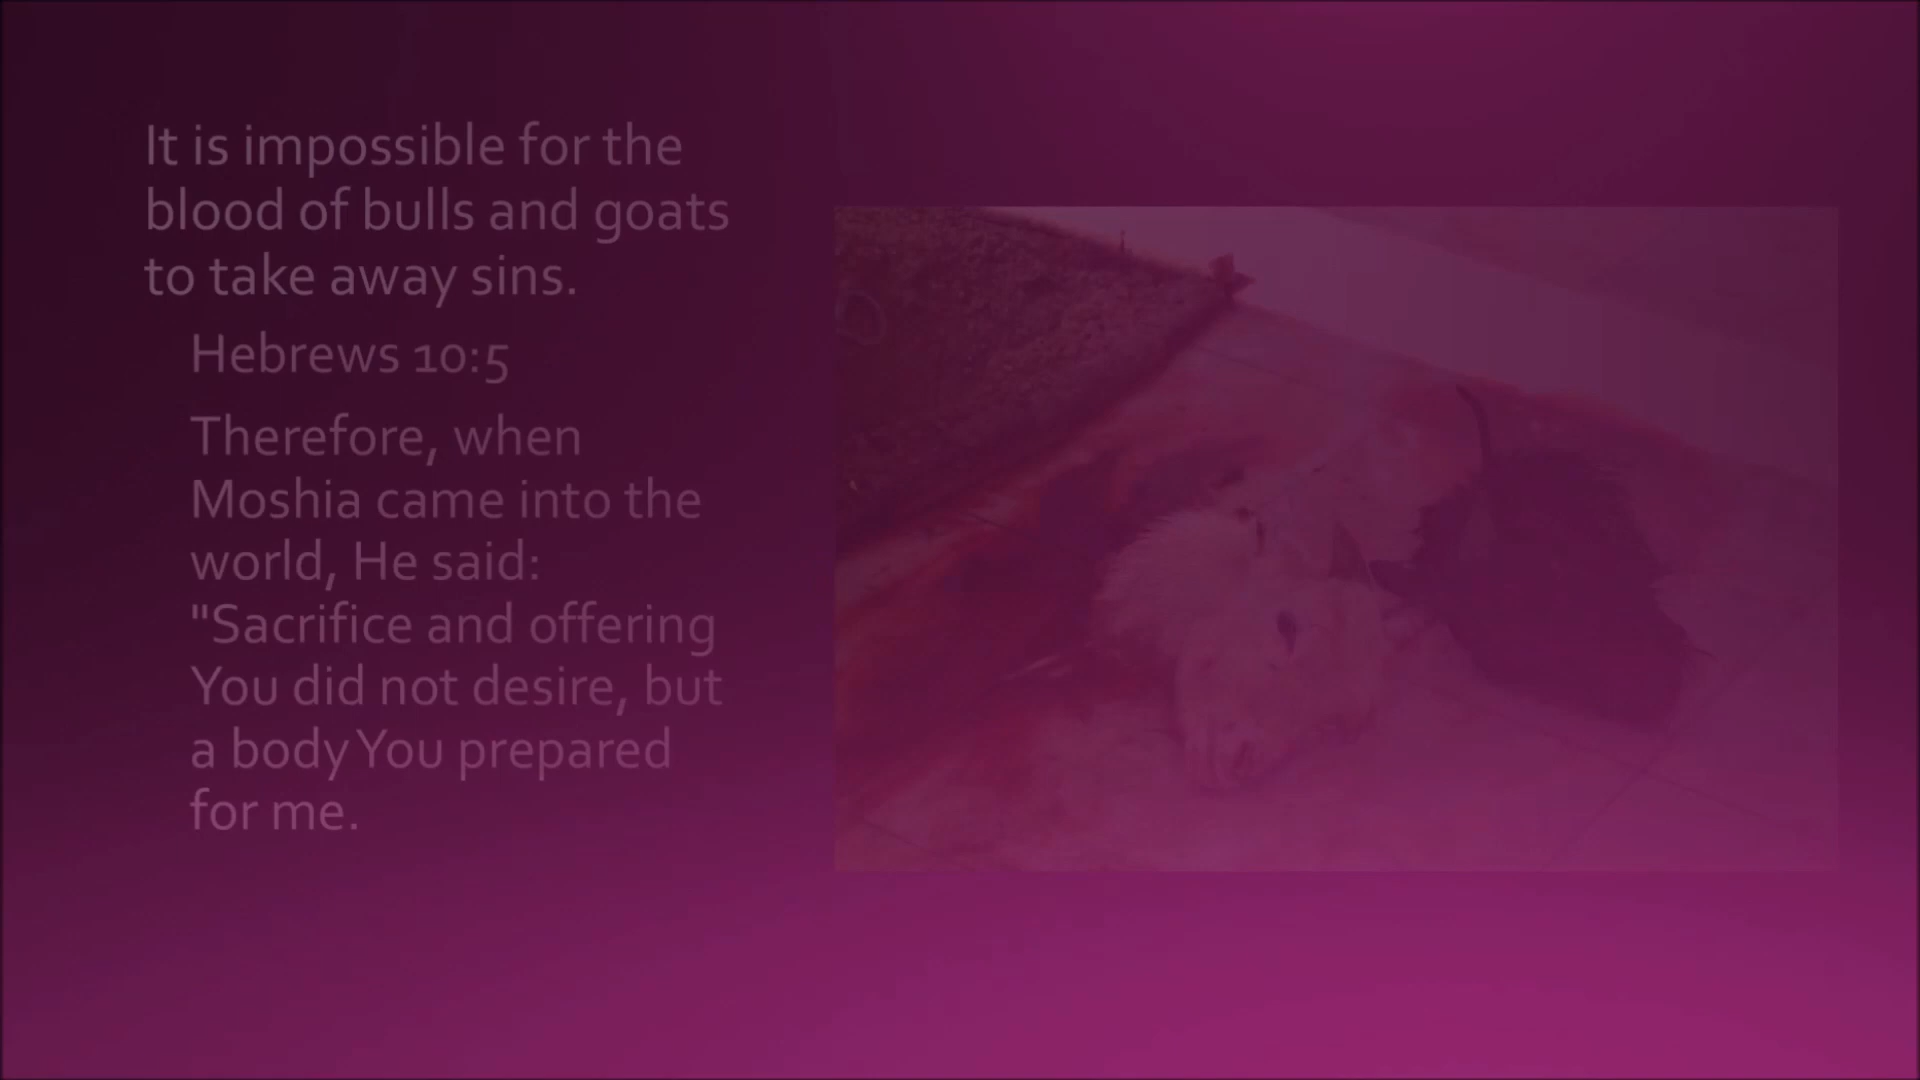 It is impossible for the
blood of bulls and goats
to take away sins.
Hebrews 10:5
Therefore, when
Moshia came into the
world, He said:
"Sacrifice and offering
You did not desire, but
a body You prepared
for me.